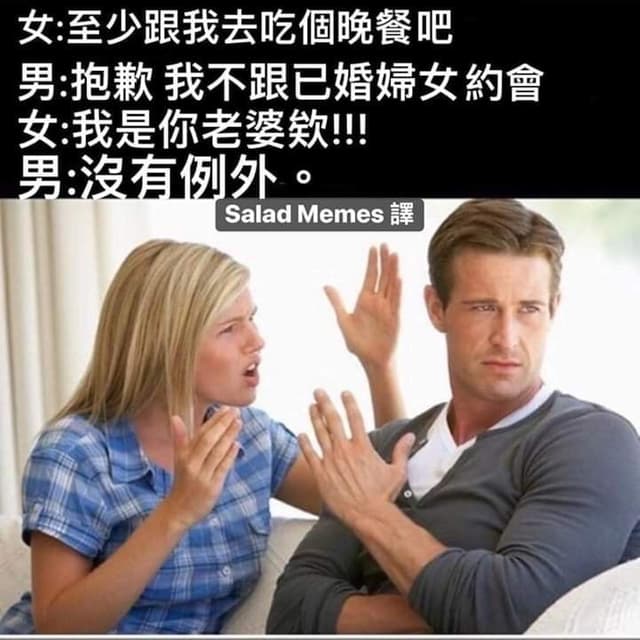 女:至少跟我去吃個晚餐吧
男:抱歉 我不跟已婚婦女約會
女:我是你老婆欸!!!
男:沒有例外。
Salad Memes 譯